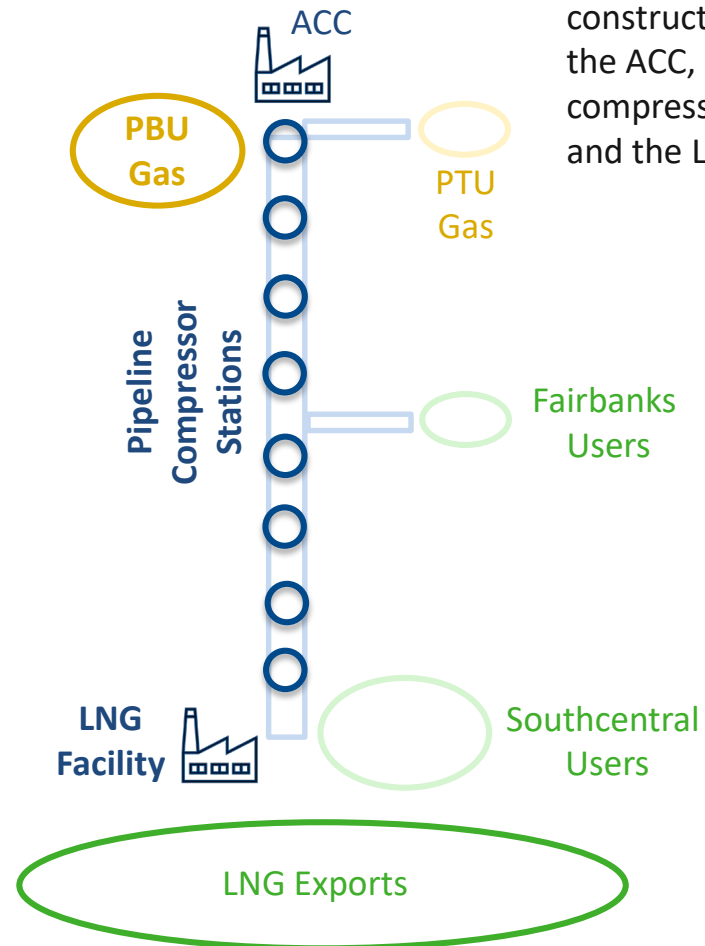 ACC
construct
the ACC,
compress
and the L
PBU
Gas
PTU
Gas
Pipeline
Compressor
Stations
Fairbanks
Users
LNG
Facility
Southcentral
Users
LNG Exports